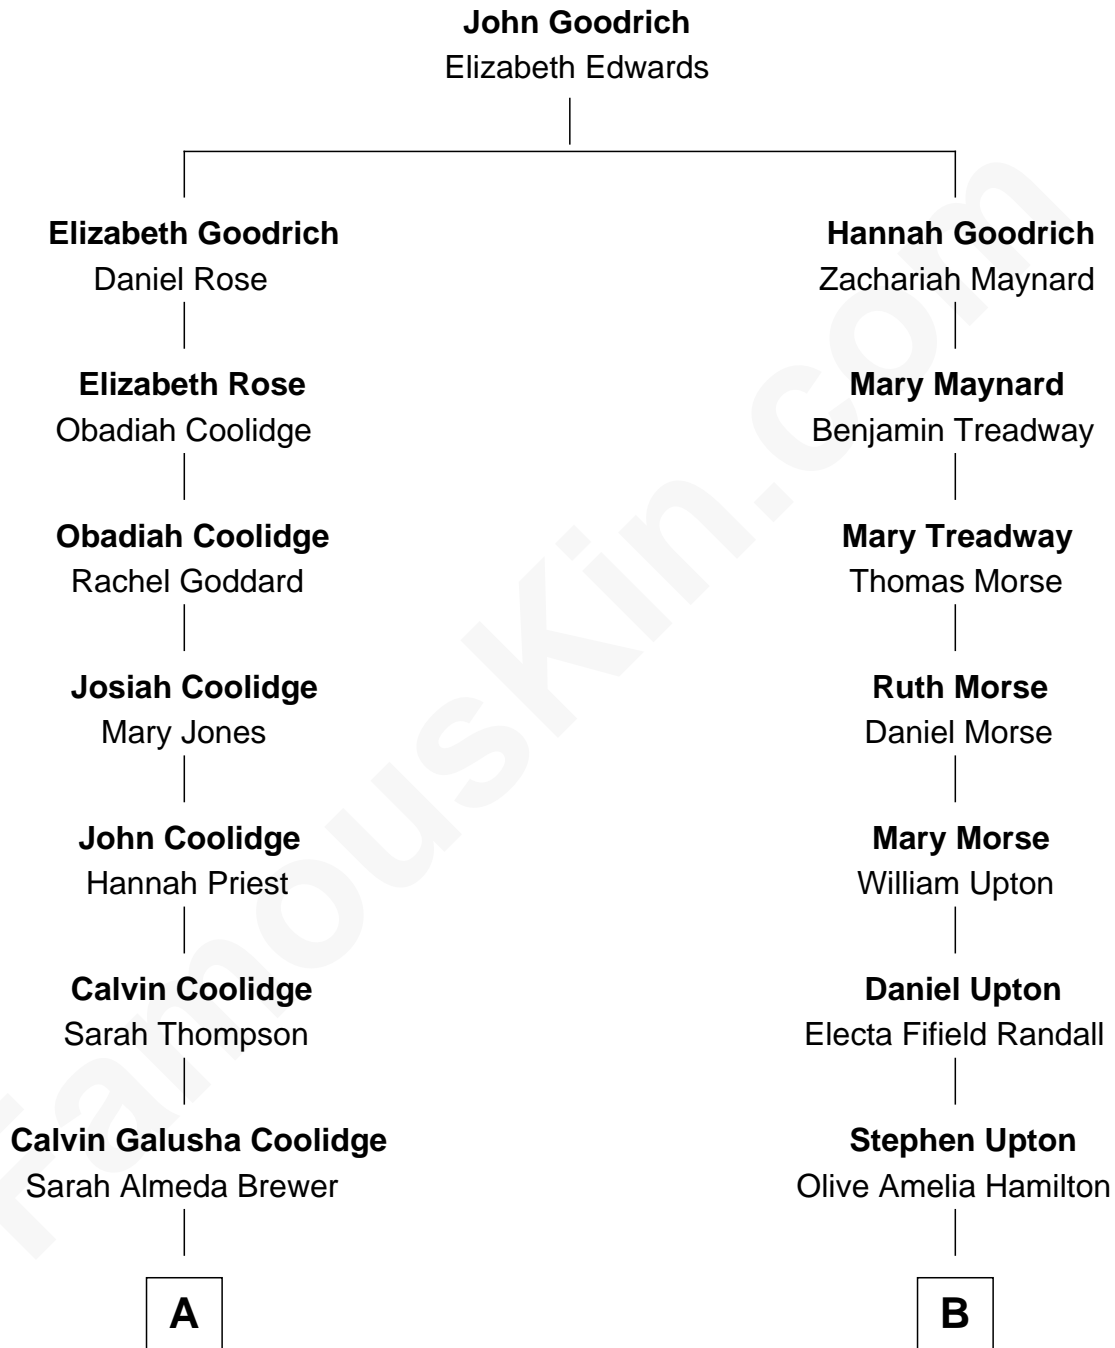 John Goodrich
Elizabeth Edwards
Elizabeth Goodrich
Daniel Rose
Hannah Goodrich
Zachariah Maynard
Elizabeth Rose
Obadiah Coolidge
Mary Maynard
Benjamin Treadway
Obadiah Coolidge
Rachel Goddard
Mary Treadway
Thomas Morse
Josiah Coolidge
Mary Jones
Ruth Morse
Daniel Morse
John Coolidge
Hannah Priest
Mary Morse
William Upton
Calvin Coolidge
Sarah Thompson
Daniel Upton
Electa Fifield Randall
Calvin Galusha Coolidge
Sarah Almeda Brewer
Stephen Upton
Olive Amelia Hamilton
A
B
FamousKin.com